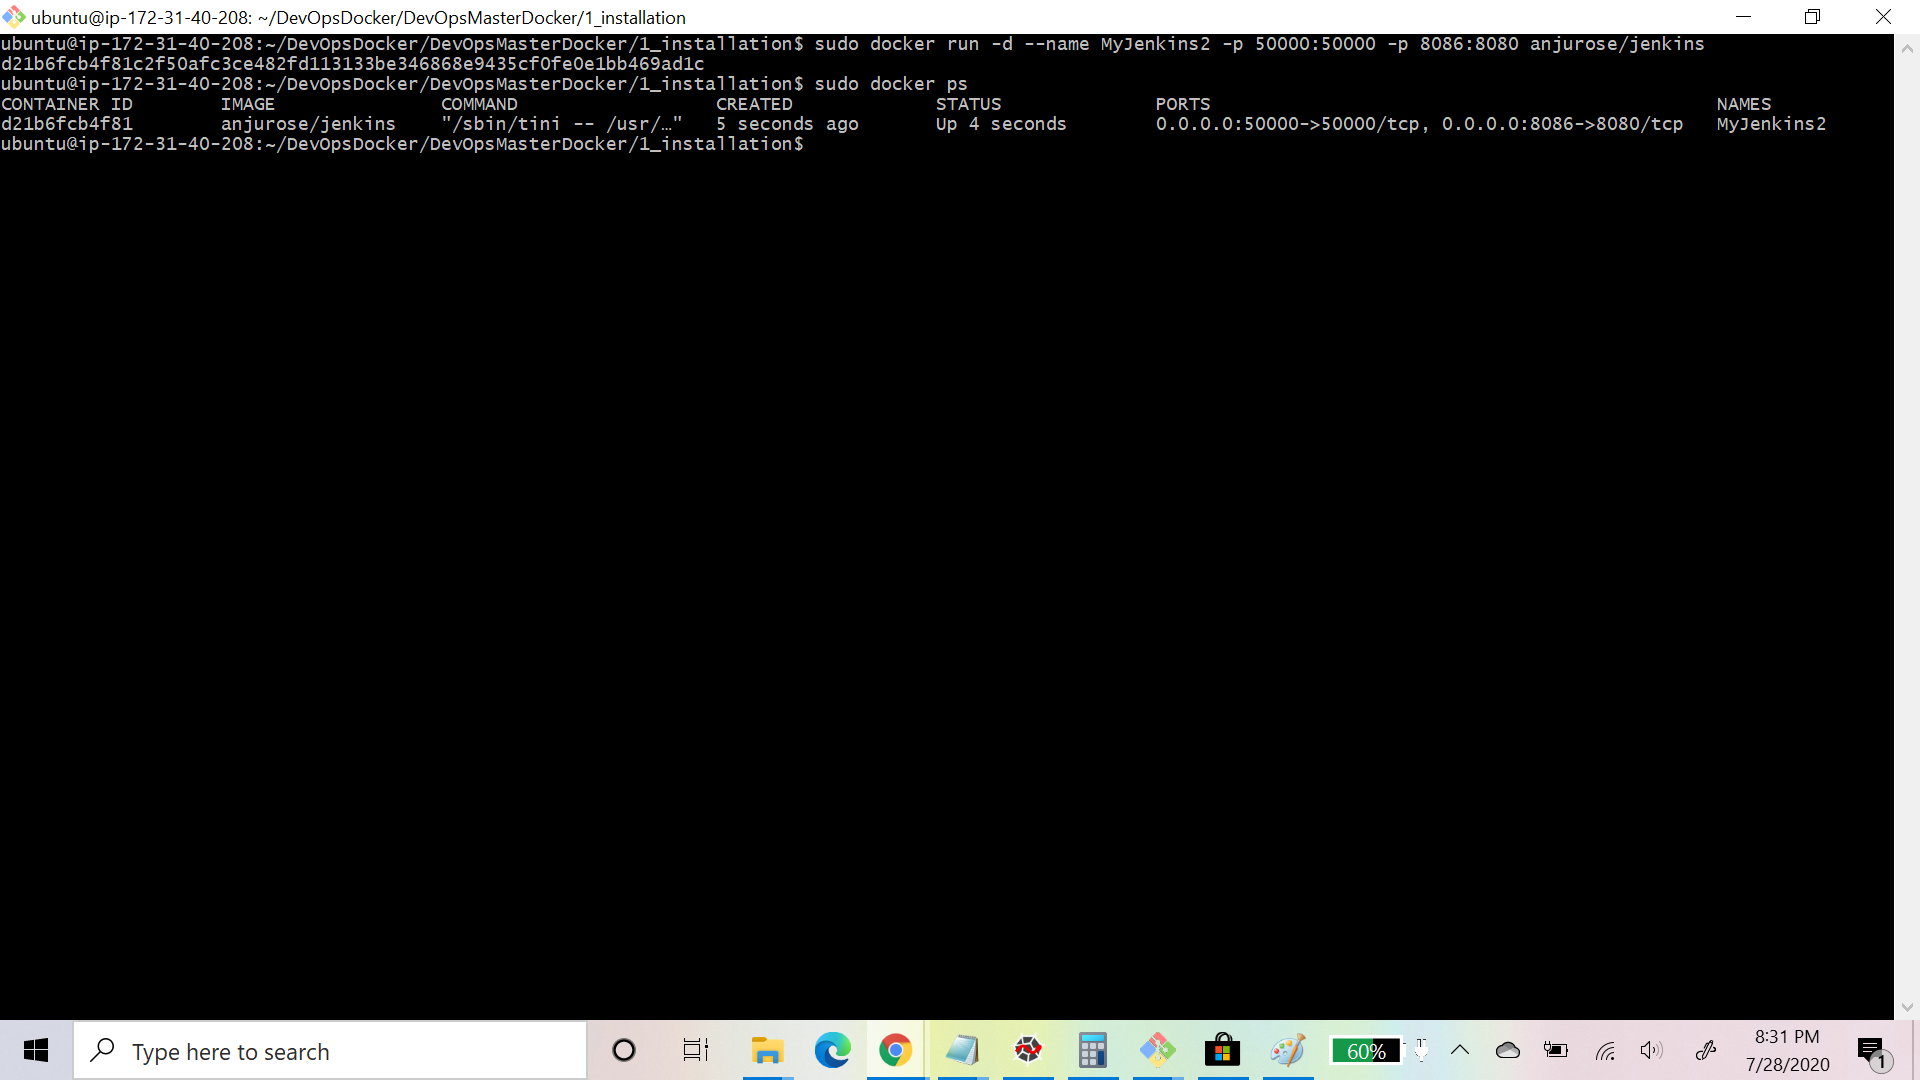 ubuntu@ip-172-31-40-208: ~/DevOpsDocker/DevOpsMasterDocker/1_installation
ubuntu@ip-172-31-40-208:~/DevOpsDocker/DevOpsMasterDocker/1_installation$ sudo docker run -d --name MyJenkins2 -p 50000:50000 -p 8086:8080 anjurose/jenkins
d21b6fcb4f81c2f50afc3ce482fd113133be346868e9435cf0fe0e1bb469ad1c
ubuntu@ip-172-31-40-208:~/DevOpsDocker/DevOpsMasterDocker/1_installation$ sudo docker ps
CONTAINER ID        IMAGE               COMMAND                  CREATED             STATUS              PORTS                                              NAMES
d21b6fcb4f81        anjurose/jenkins    "/sbin/tini -- /usr/…"   5 seconds ago       Up 4 seconds        0.0.0.0:50000->50000/tcp, 0.0.0.0:8086->8080/tcp   MyJenkins2
ubuntu@ip-172-31-40-208:~/DevOpsDocker/DevOpsMasterDocker/1_installation$
Type here to search
60%
8:31 PM
7/28/2020
1